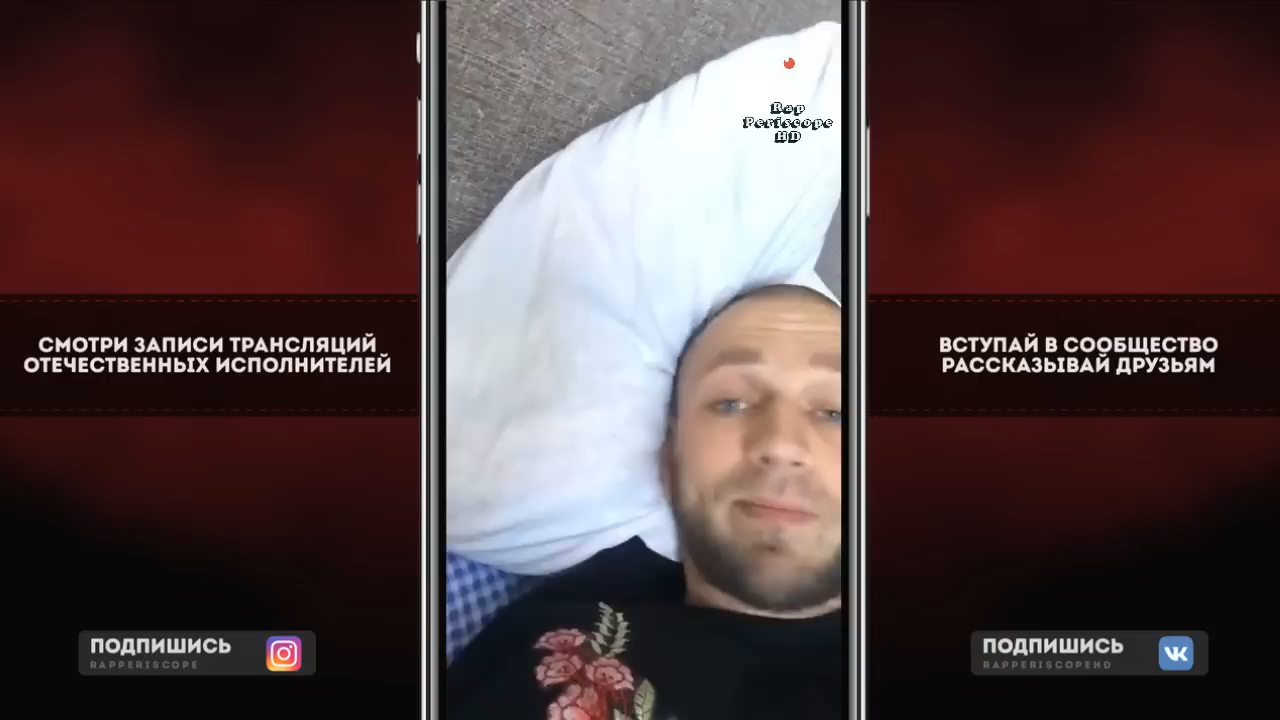 Rap
Periscope
HD
СМОТРИ ЗАПИСИ ТРАНСЛЯЦИЙ
ОТЕЧЕСТВЕННЫХ ИСПОЛНИТЕЛЕЙ
ВСТУПАЙ В СООБЩЕСТВО
РАССКАЗЫВАЙ ДРУЗЬЯМ
ПОДПИШИСЬ
RAPPERISCOPE
ПОДПИШИСЬ
RAPPERISCOPEHD